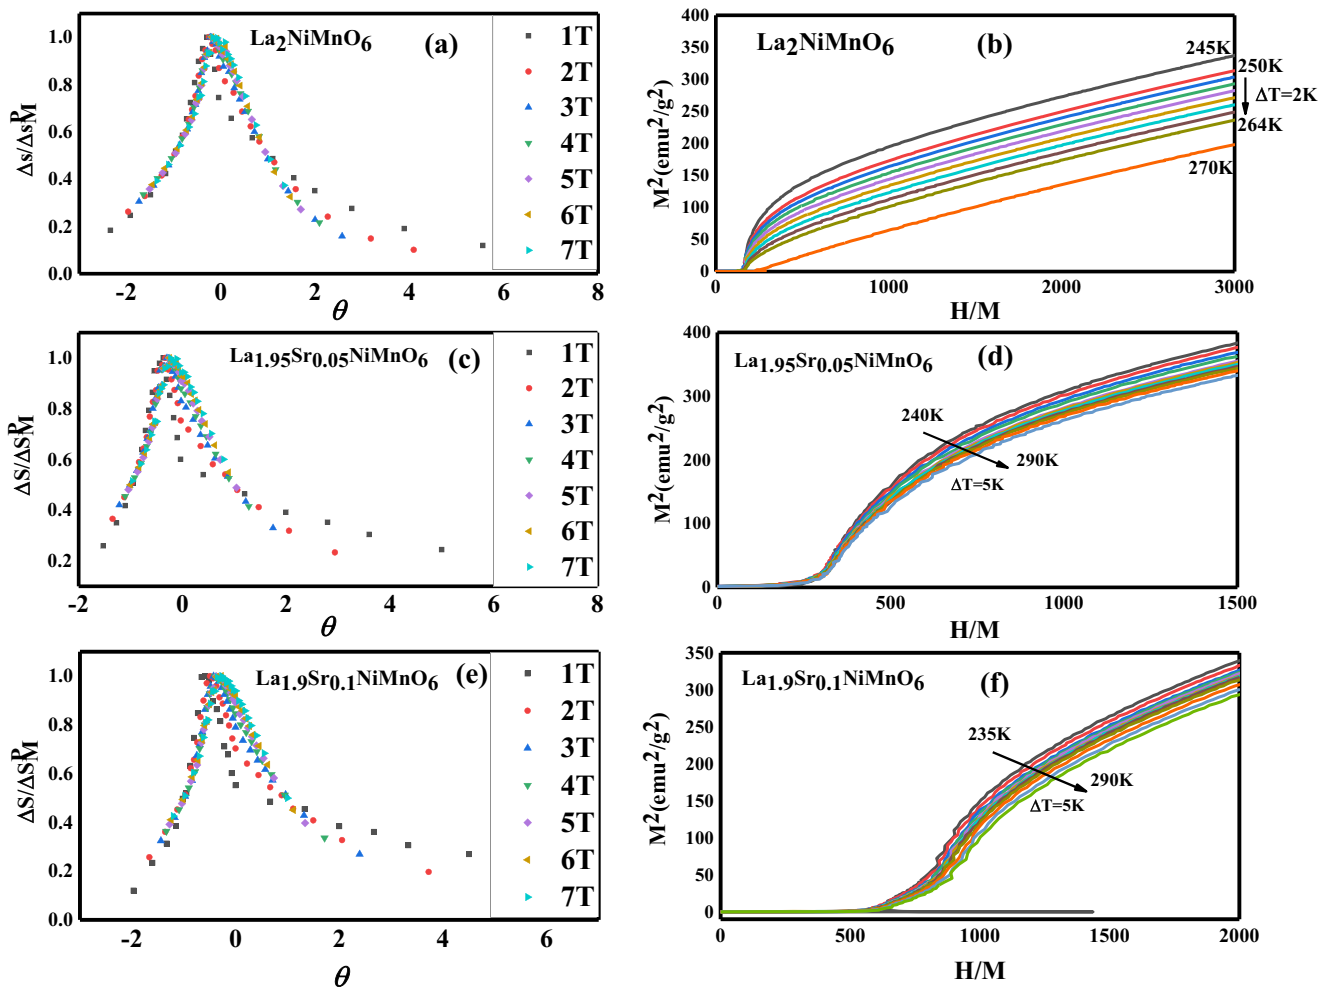 La2NiMnO6
(a)
1T
2T
3T
4T
5T
6T
7T
Δs/ΔsMP
1.0
0.8
0.6
0.4
0.2
0.0
-2
0
2
4
6
8
θ
La2NiMnO6
(b)
M2(emu2/g2)
400
350
300
250
200
150
100
50
0
245K
250K
ΔT=2K
264K
270K
0
1000
2000
3000
H/M
La1.95Sr0.05NiMnO6
(c)
1T
2T
3T
4T
5T
6T
7T
ΔS/ΔSMP
1.0
0.8
0.6
0.4
0.2
-2
0
2
4
6
8
θ
La1.95Sr0.05NiMnO6
(d)
M2(emu2/g2)
400
300
200
100
0
240K
290K
ΔT=5K
0
500
1000
1500
H/M
La1.9Sr0.1NiMnO6
(e)
1T
2T
3T
4T
5T
6T
7T
ΔS/ΔSMP
1.0
0.8
0.6
0.4
0.2
0.0
-2
0
2
4
6
θ
La1.9Sr0.1NiMnO6
(f)
M2(emu2/g2)
350
300
250
200
150
100
50
0
235K
290K
ΔT=5K
0
500
1000
1500
2000
H/M